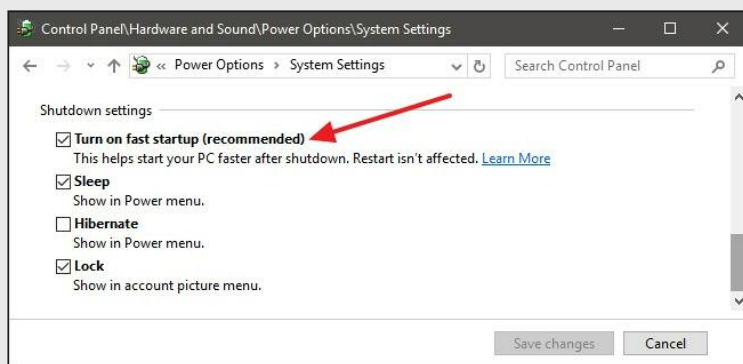 Control Panel\Hardware and Sound\Power Options\System Settings
« Power Options > System Settings Search Control Panel
Shutdown settings
Turn on fast startup (recommended)
This helps start your PC faster after shutdown. Restart isn't affected. Learn More
Sleep
Show in Power menu.
Hibernate
Show in Power menu.
Lock
Show in account picture menu.
Save changes Cancel